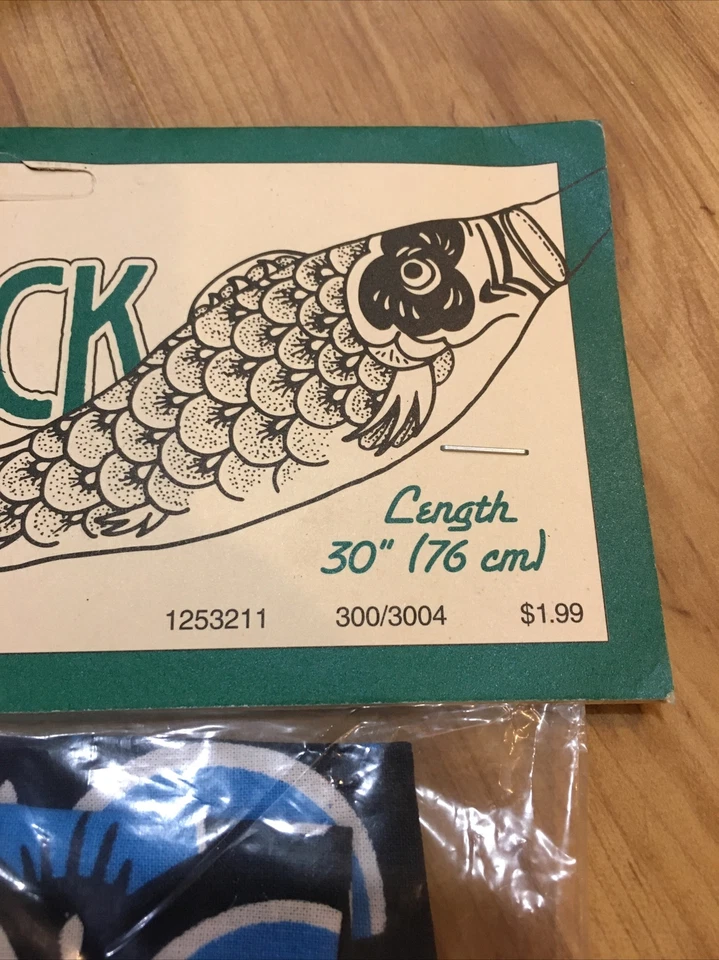 CK
Length
30" (76 cm)
1253211 300/3004 $1.99